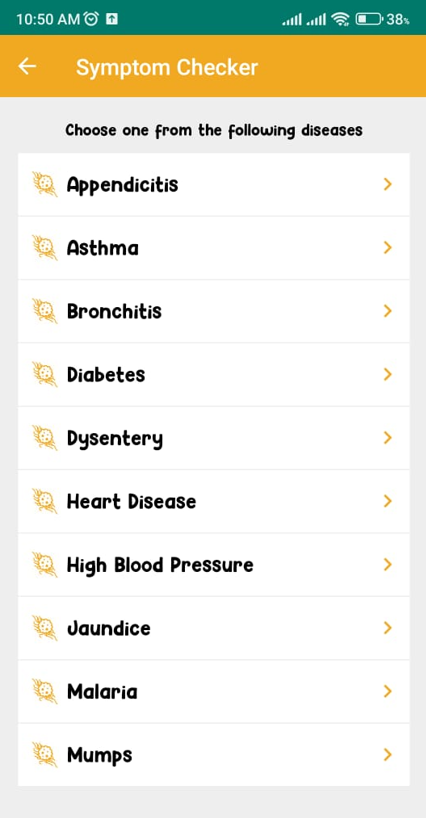 10:50 AM 38%
Symptom Checker
Choose one from the following diseases
Appendicitis
Asthma
Bronchitis
Diabetes
Dysentery
Heart Disease
High Blood Pressure
Jaundice
Malaria
Mumps